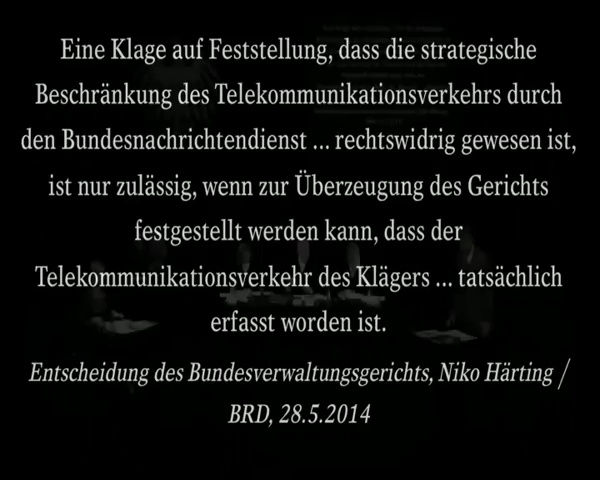 Eine Klage auf Feststellung, dass die strategische
Beschränkung des Telekommunikationsverkehrs durch
den Bundesnachrichtendienst ... rechtswidrig gewesen ist,
ist nur zulässig, wenn zur Überzeugung des Gerichts
festgestellt werden kann, dass der
Telekommunikationsverkehr des Klägers ... tatsächlich
erfasst worden ist.
Entscheidung des Bundesverwaltungsgerichts, Niko Härting /
BRD, 28.5.2014